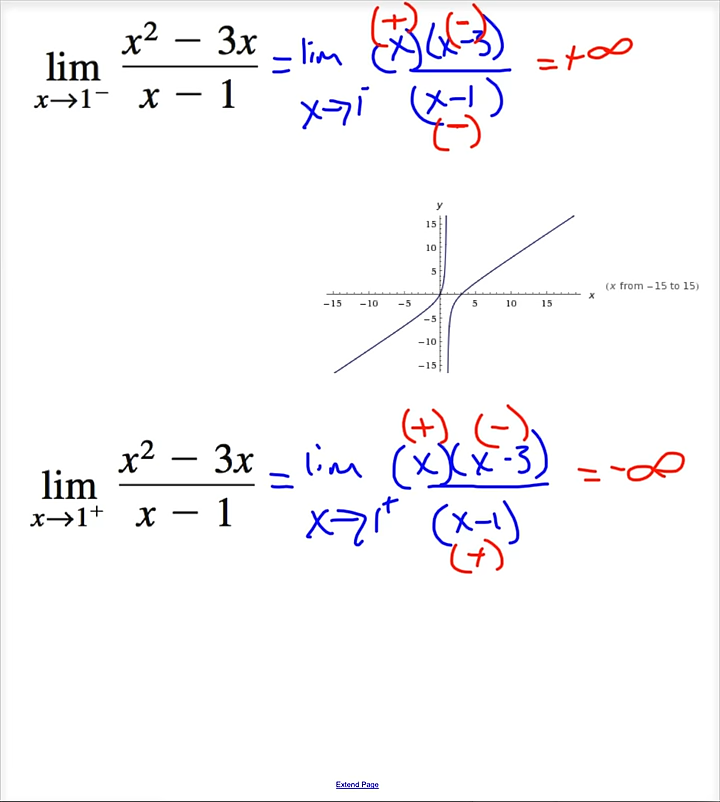 lim x→1⁻ (x² − 3x)/(x − 1) = lim x→1⁻ (x)(x−3)/(x−1) = +∞
(+) (−)
(−)
y
15
10
5
−15 −10 −5 5 10 15 x (x from −15 to 15)
−5
−10
−15
(+) (−)
lim x→1⁺ (x² − 3x)/(x − 1) = lim x→1⁺ (x)(x−3)/(x−1) = −∞
(+)
Extend Page